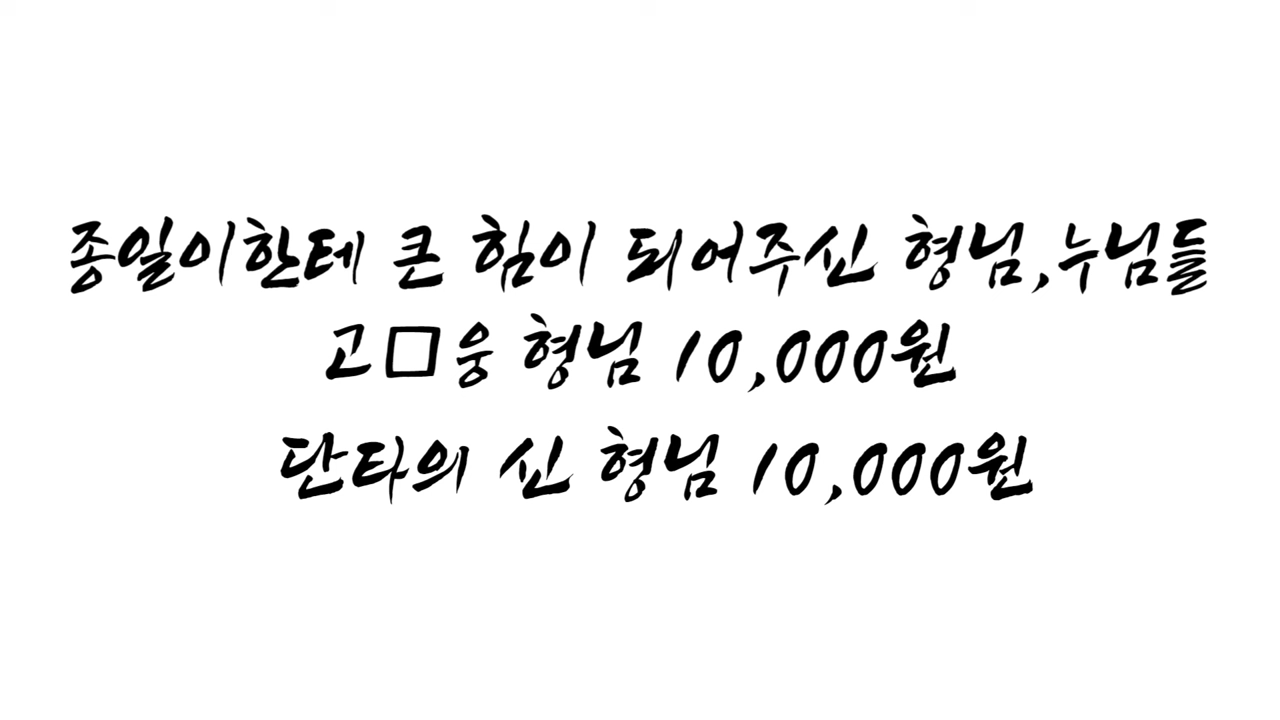 종일이한테 큰 힘이 되어주신 형님,누님들
고□웅 형님 10,000원
단타의 신 형님 10,000원